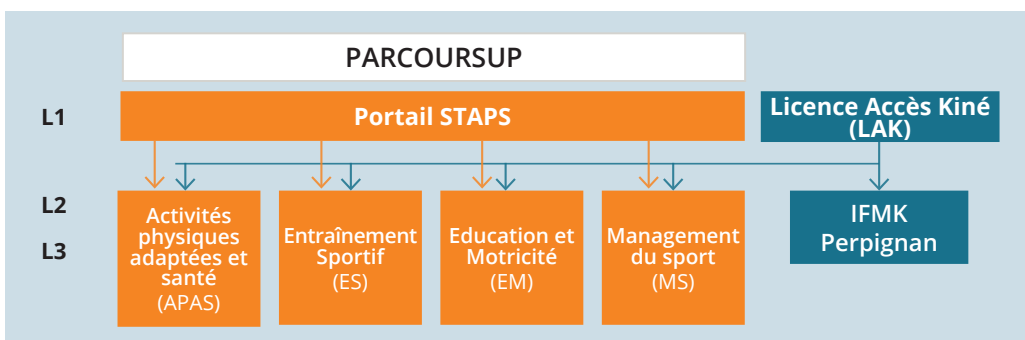 PARCOURSUP
L1
Portail STAPS
Licence Accès Kiné
(LAK)
L2
L3
Activités
physiques
adaptées et
santé
(APAS)
Entraînement
Sportif
(ES)
Education et
Motricité
(EM)
Management
du sport
(MS)
IFMK
Perpignan